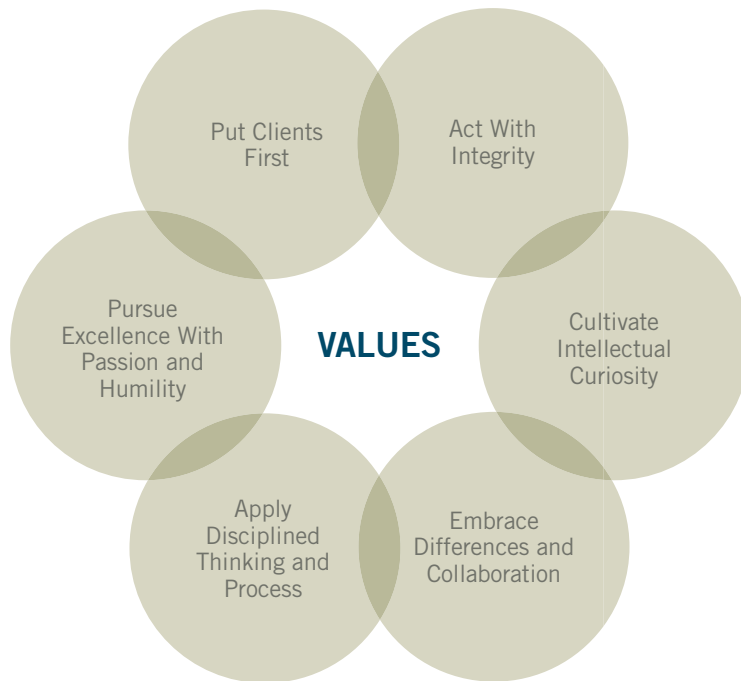 Put Clients
First
Act With
Integrity
Pursue
Excellence With
Passion and
Humility
VALUES
Cultivate
Intellectual
Curiosity
Apply
Disciplined
Thinking and
Process
Embrace
Differences and
Collaboration